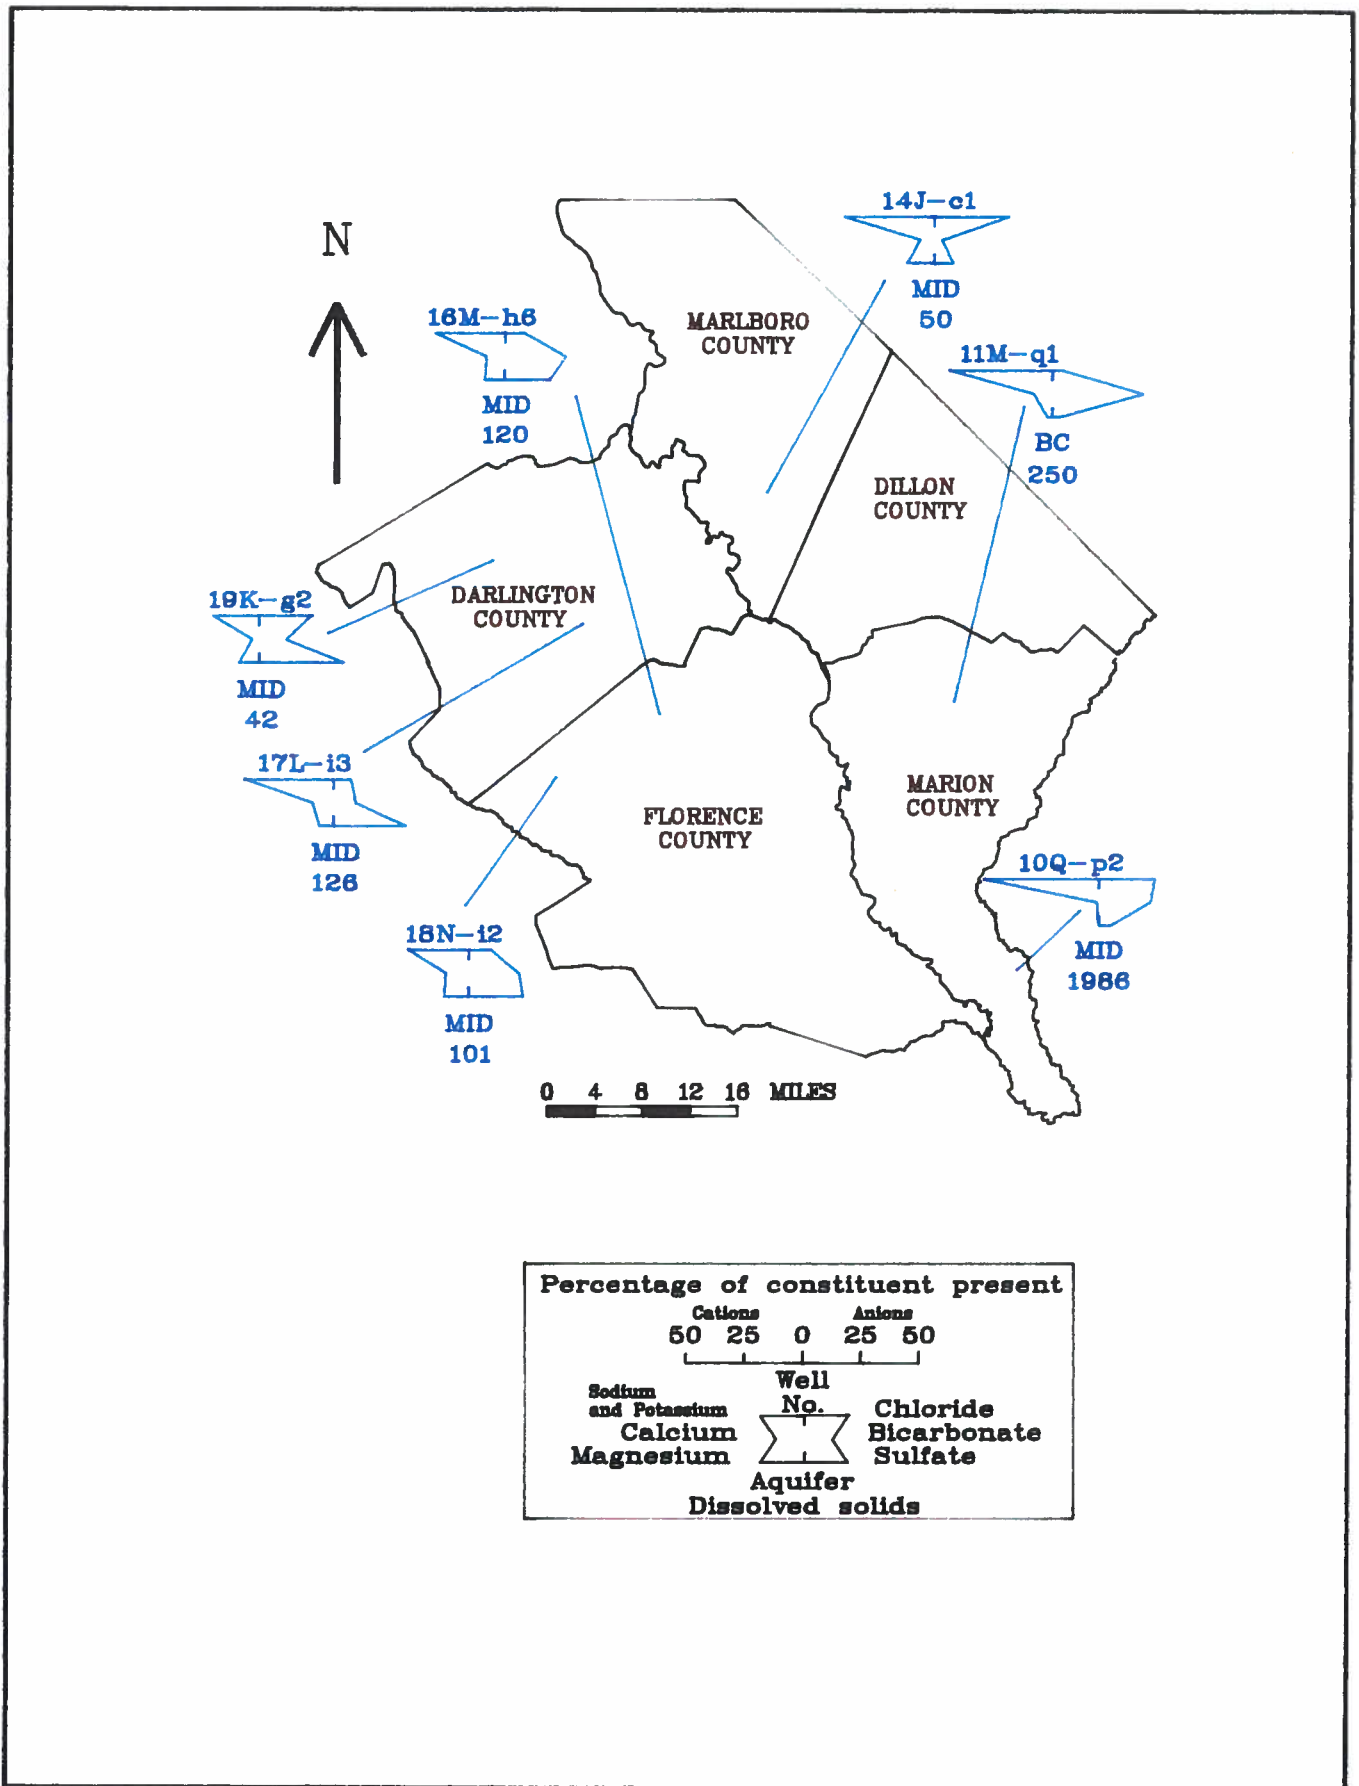 14J-c1
N
MID
50
16M-h6
MARLBORO
COUNTY
11M-q1
MID
120
BC
250
DILLON
COUNTY
19K-g2
DARLINGTON
COUNTY
MID
42
17L-i3
MARION
COUNTY
FLORENCE
COUNTY
MID
126
10Q-p2
18N-i2
MID
1986
MID
101
0 4 8 12 16 MILES
Percentage of constituent present
Cations Anions
50 25 0 25 50
Well
No.
Sodium
and Potassium
Chloride
Calcium
Bicarbonate
Magnesium
Sulfate
Aquifer
Dissolved solids